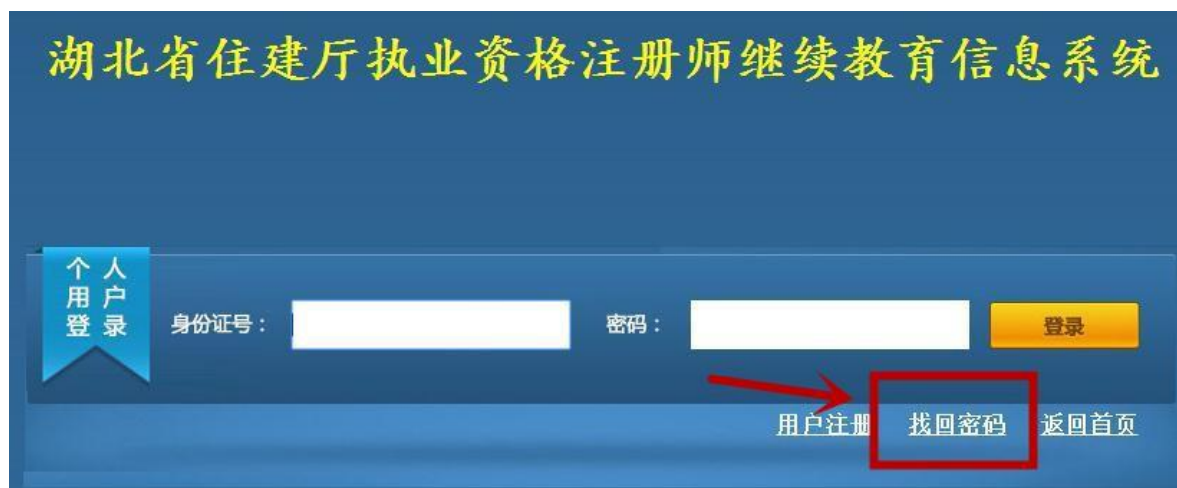 湖北省住建厅执业资格注册师继续教育信息系统
个人
用户
登录
身份证号：
密码：
登录
用户注册 找回密码 返回首页